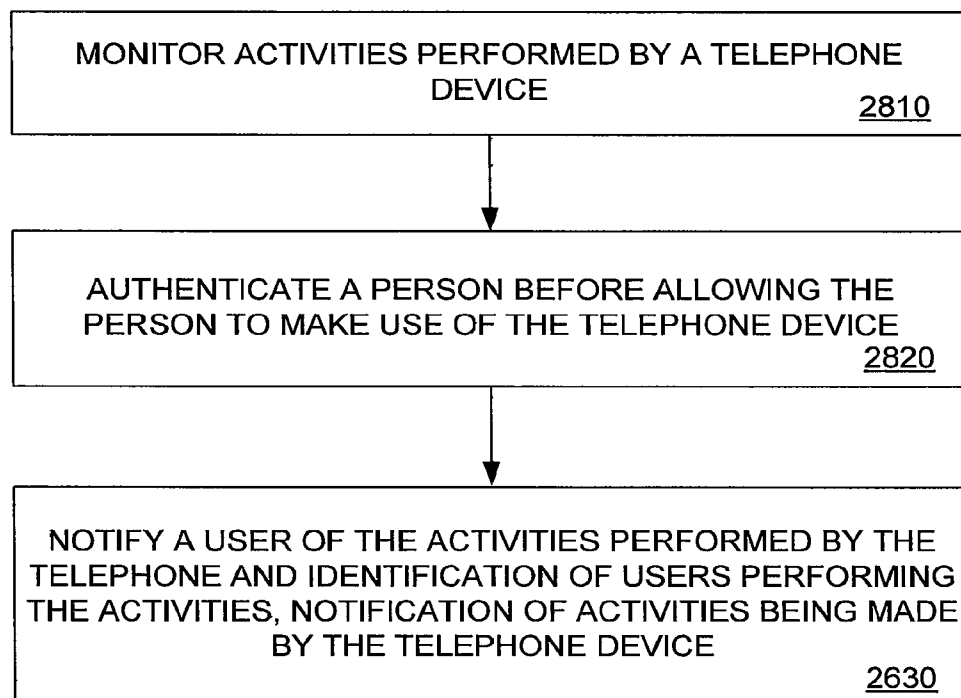 MONITOR ACTIVITIES PERFORMED BY A TELEPHONE
DEVICE
2810
AUTHENTICATE A PERSON BEFORE ALLOWING THE
PERSON TO MAKE USE OF THE TELEPHONE DEVICE
2820
NOTIFY A USER OF THE ACTIVITIES PERFORMED BY THE
TELEPHONE AND IDENTIFICATION OF USERS PERFORMING
THE ACTIVITIES, NOTIFICATION OF ACTIVITIES BEING MADE
BY THE TELEPHONE DEVICE
2630